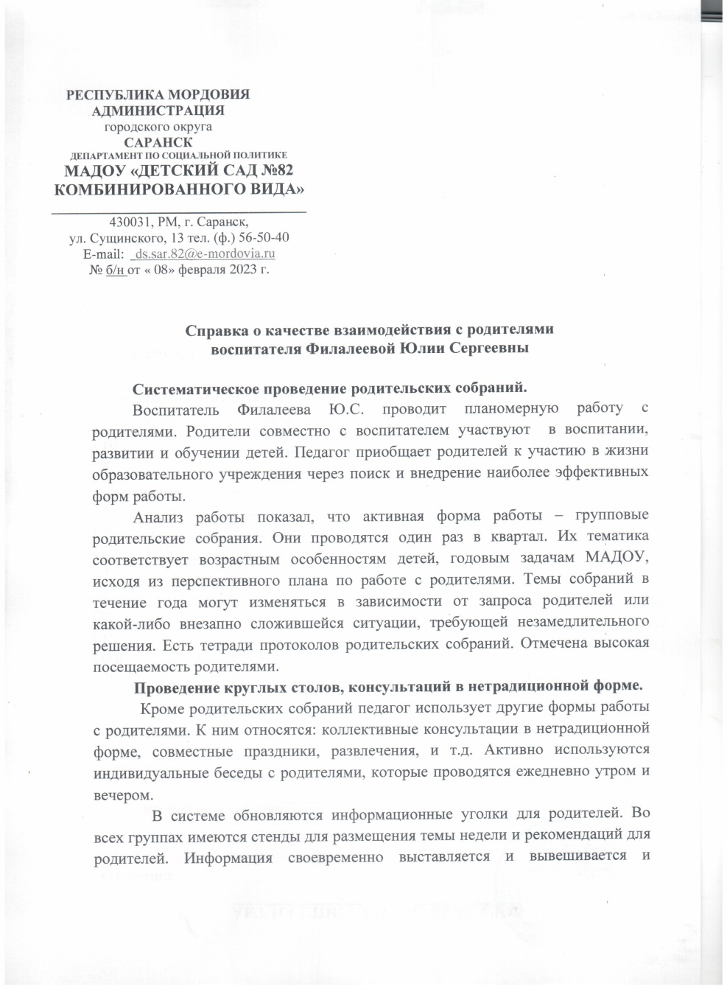 РЕСПУБЛИКА МОРДОВИЯ
АДМИНИСТРАЦИЯ
городского округа
САРАНСК
ДЕПАРТАМЕНТ ПО СОЦИАЛЬНОЙ ПОЛИТИКЕ
МАДОУ «ДЕТСКИЙ САД №82
КОМБИНИРОВАННОГО ВИДА»
430031, РМ, г. Саранск,
ул. Сущинского, 13 тел. (ф.) 56-50-40
E-mail: ds.sar.82@e-mordovia.ru
№ б/н от « 08» февраля 2023 г.
Справка о качестве взаимодействия с родителями
воспитателя Филалеевой Юлии Сергеевны
Систематическое проведение родительских собраний.
Воспитатель Филалеева Ю.С. проводит планомерную работу с
родителями. Родители совместно с воспитателем участвуют в воспитании,
развитии и обучении детей. Педагог приобщает родителей к участию в жизни
образовательного учреждения через поиск и внедрение наиболее эффективных
форм работы.
Анализ работы показал, что активная форма работы – групповые
родительские собрания. Они проводятся один раз в квартал. Их тематика
соответствует возрастным особенностям детей, годовым задачам МАДОУ,
исходя из перспективного плана по работе с родителями. Темы собраний в
течение года могут изменяться в зависимости от запроса родителей или
какой-либо внезапно сложившейся ситуации, требующей незамедлительного
решения. Есть тетради протоколов родительских собраний. Отмечена высокая
посещаемость родителями.
Проведение круглых столов, консультаций в нетрадиционной форме.
Кроме родительских собраний педагог использует другие формы работы
с родителями. К ним относятся: коллективные консультации в нетрадиционной
форме, совместные праздники, развлечения, и т.д. Активно используются
индивидуальные беседы с родителями, которые проводятся ежедневно утром и
вечером.
В системе обновляются информационные уголки для родителей. Во
всех группах имеются стенды для размещения темы недели и рекомендаций для
родителей. Информация своевременно выставляется и вывешивается и